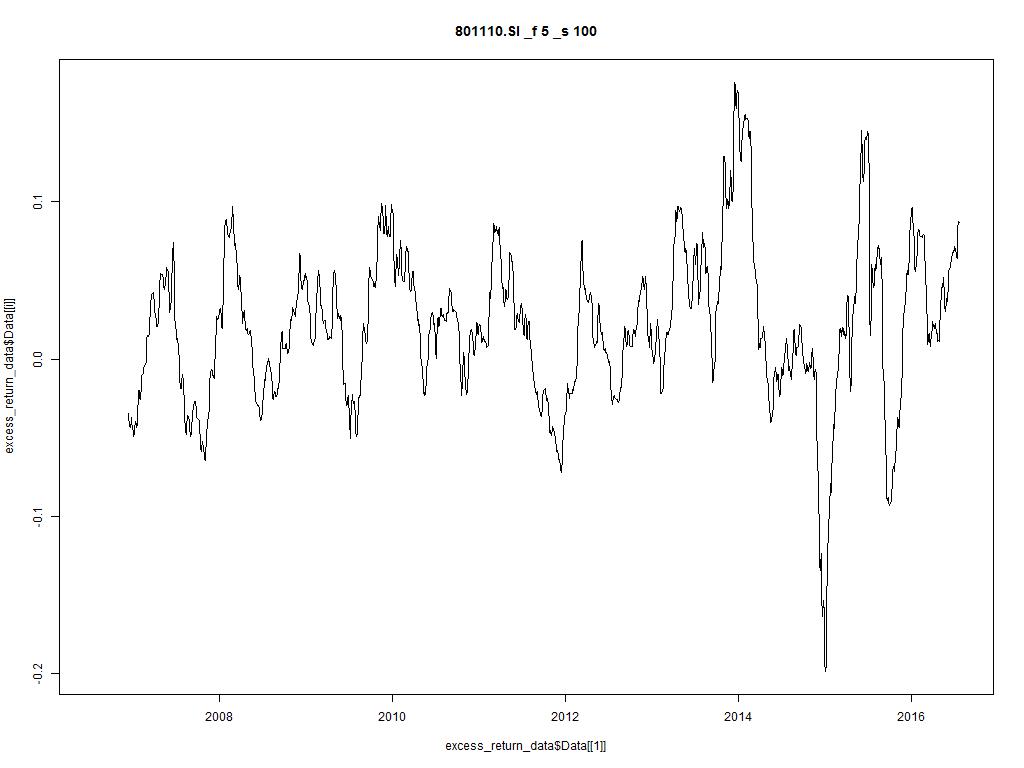 801110.SI _f 5 _s 100
excess_return_data$Data[[i]]
0.1
0.0
-0.1
-0.2
2008 2010 2012 2014 2016
excess_return_data$Data[[1]]